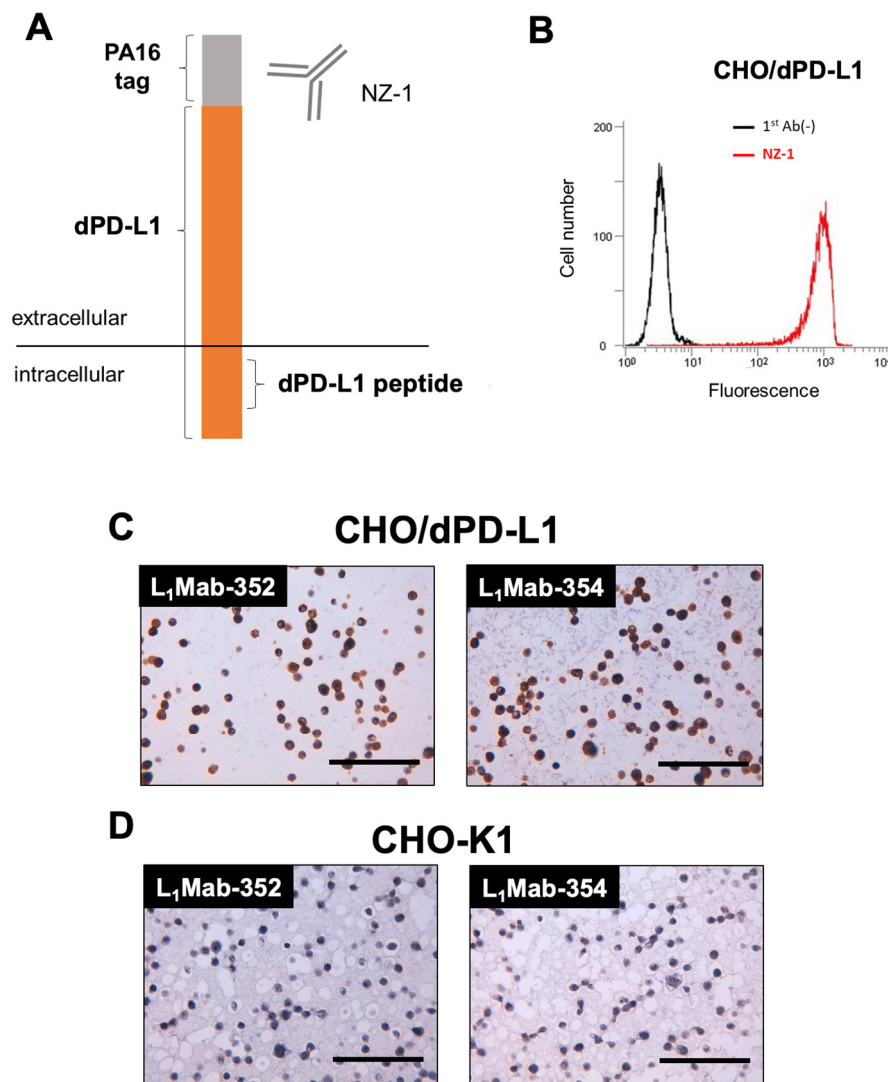 A
PA16
tag
NZ-1
dPD-L1
extracellular
intracellular
dPD-L1 peptide
B
CHO/dPD-L1
1st Ab(-)
NZ-1
200
100
0
Cell number
10⁰ 10¹ 10² 10³
Fluorescence
C
CHO/dPD-L1
L₁Mab-352
L₁Mab-354
D
CHO-K1
L₁Mab-352
L₁Mab-354